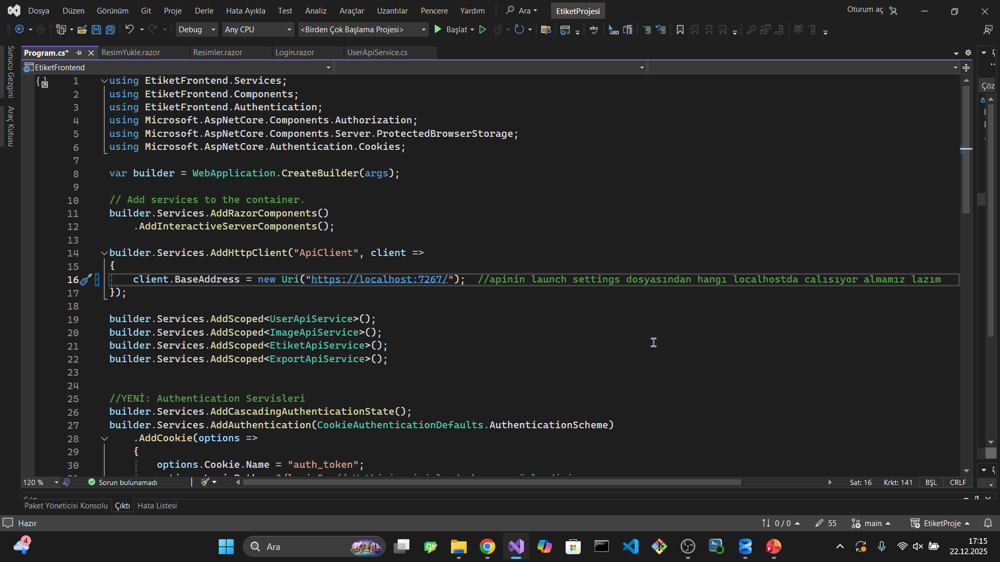 Dosya Düzen Görünüm Git Proje Derle Hata Ayıkla Test Analiz Araçlar Uzantılar Pencere Yardım Ara EtiketProjesi Oturum aç
Debug Any CPU <Birden Çok Başlama Projesi> Başlat
Sunucu Gezgini
Araç Kutusu
Program.cs* ResimYukle.razor Resimler.razor Login.razor UserApiService.cs
EtiketFrontend
Çöz
1 using EtiketFrontend.Services;
2 using EtiketFrontend.Components;
3 using EtiketFrontend.Authentication;
4 using Microsoft.AspNetCore.Components.Authorization;
5 using Microsoft.AspNetCore.Components.Server.ProtectedBrowserStorage;
6 using Microsoft.AspNetCore.Authentication.Cookies;
7
8 var builder = WebApplication.CreateBuilder(args);
9
10 // Add services to the container.
11 builder.Services.AddRazorComponents()
12 .AddInteractiveServerComponents();
13
14 builder.Services.AddHttpClient("ApiClient", client =>
15 {
16 client.BaseAddress = new Uri("https://localhost:7267/"); //apinin launch settings dosyasından hangı localhostda calısıyor almamız lazım
17 });
18
19 builder.Services.AddScoped<UserApiService>();
20 builder.Services.AddScoped<ImageApiService>();
21 builder.Services.AddScoped<EtiketApiService>();
22 builder.Services.AddScoped<ExportApiService>();
23
24
25 //YENİ: Authentication Servisleri
26 builder.Services.AddCascadingAuthenticationState();
27 builder.Services.AddAuthentication(CookieAuthenticationDefaults.AuthenticationScheme)
28 .AddCookie(options =>
29 {
30 options.Cookie.Name = "auth_token";
120 % Sorun bulunamadı Sat: 16 Krkt: 141 BŞL CRLF
Paket Yöneticisi Konsolu Çıktı Hata Listesi
Hazır 0 / 0 55 main EtiketProje
4 Ara 17:15
22.12.2025